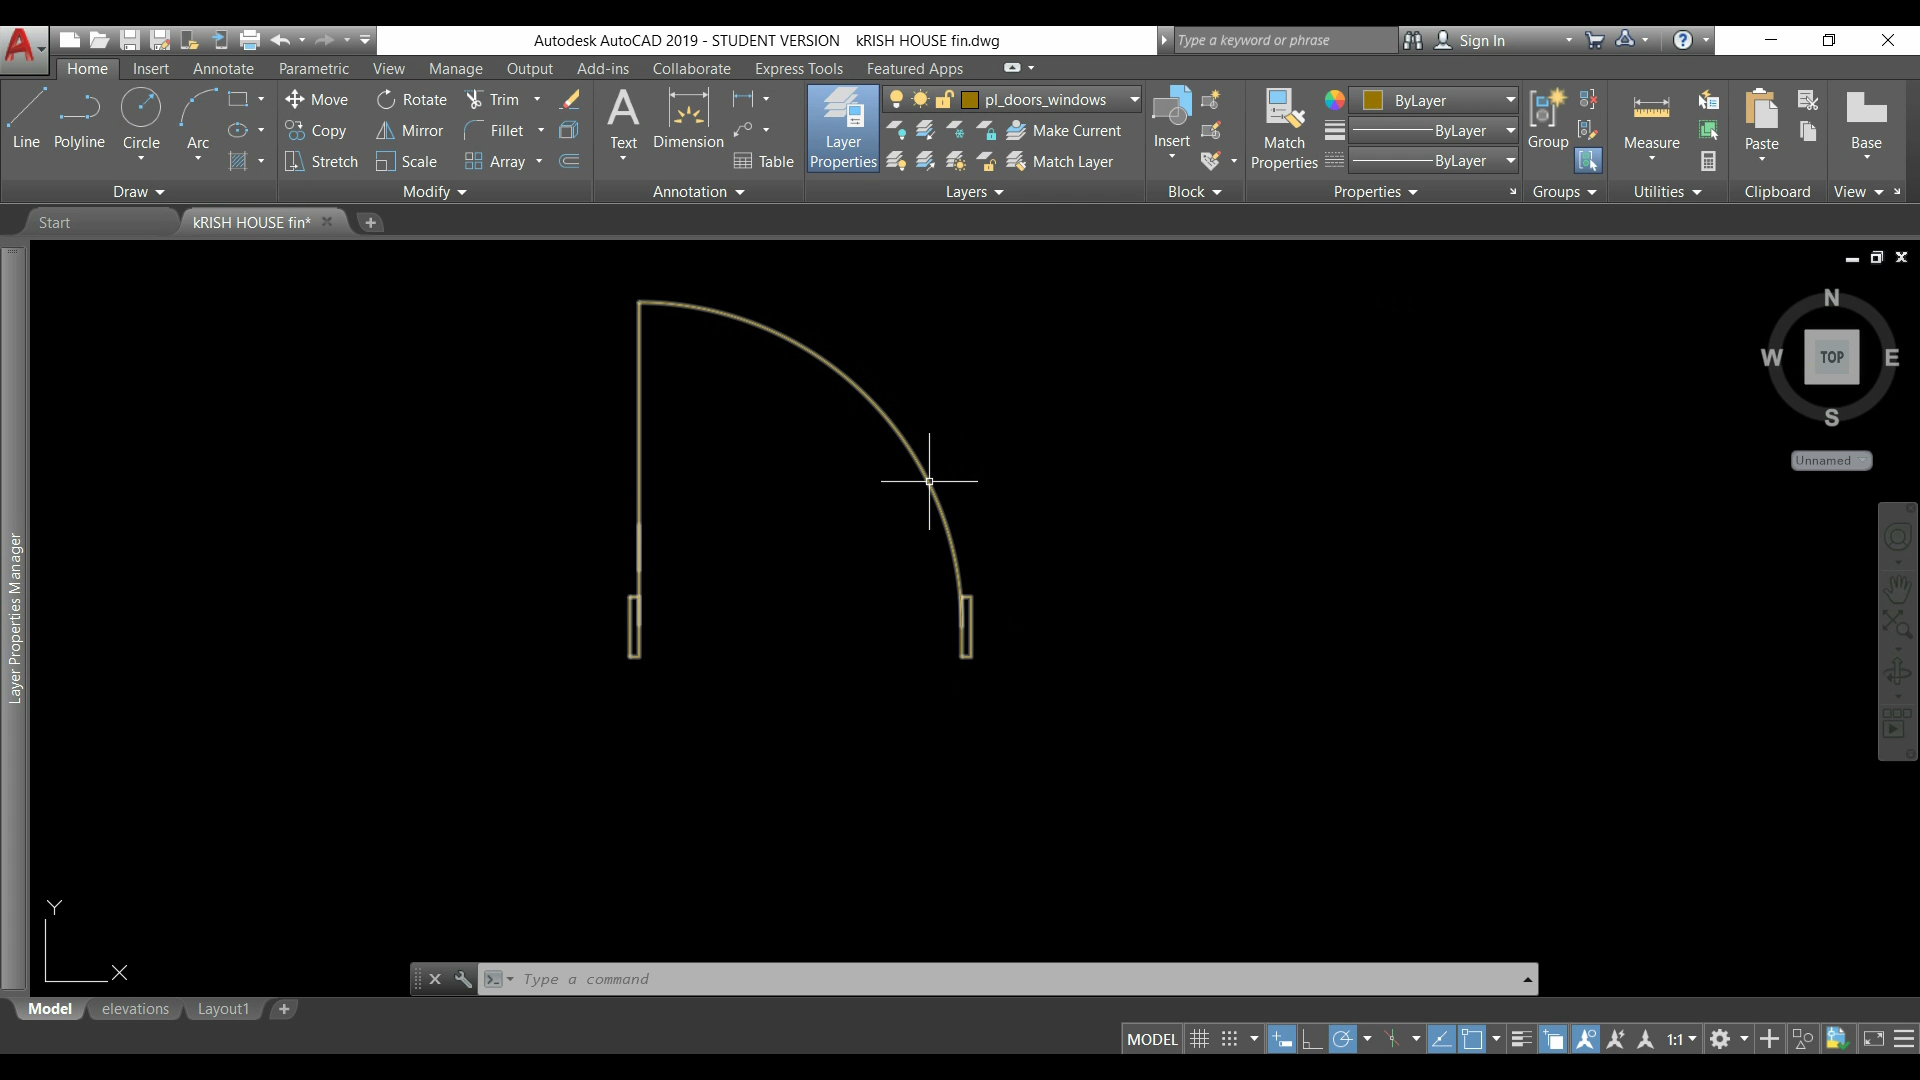 Autodesk AutoCAD 2019 - STUDENT VERSION kRISH HOUSE fin.dwg
Type a keyword or phrase
Sign In
Home Insert Annotate Parametric View Manage Output Add-ins Collaborate Express Tools Featured Apps
Line Polyline Circle Arc
Move Rotate Trim
Copy Mirror Fillet
Stretch Scale Array
Text Dimension Table
Layer Properties
pl_doors_windows
Make Current
Match Layer
Insert
Match Properties
ByLayer
ByLayer
ByLayer
Group
Measure
Paste
Base
Draw Modify Annotation Layers Block Properties Groups Utilities Clipboard View
Start kRISH HOUSE fin*
N
W TOP E
S
Unnamed
Layer Properties Manager
Y
X
Type a command
Model elevations Layout1
MODEL 1:1